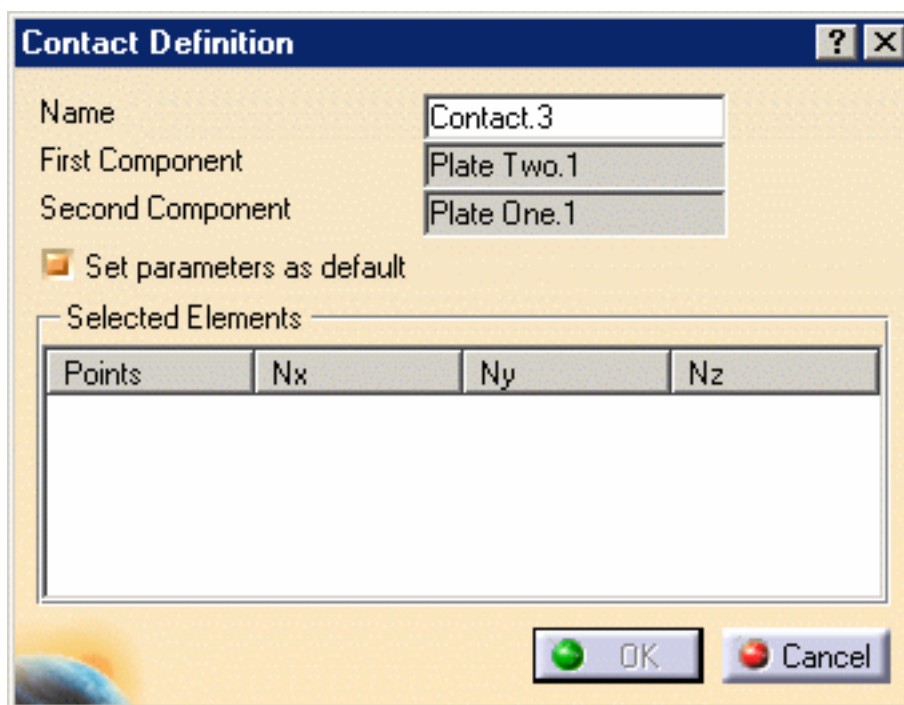 Contact Definition
Name Contact.3
First Component Plate Two.1
Second Component Plate One.1
Set parameters as default
Selected Elements
Points Nx Ny Nz
OK Cancel